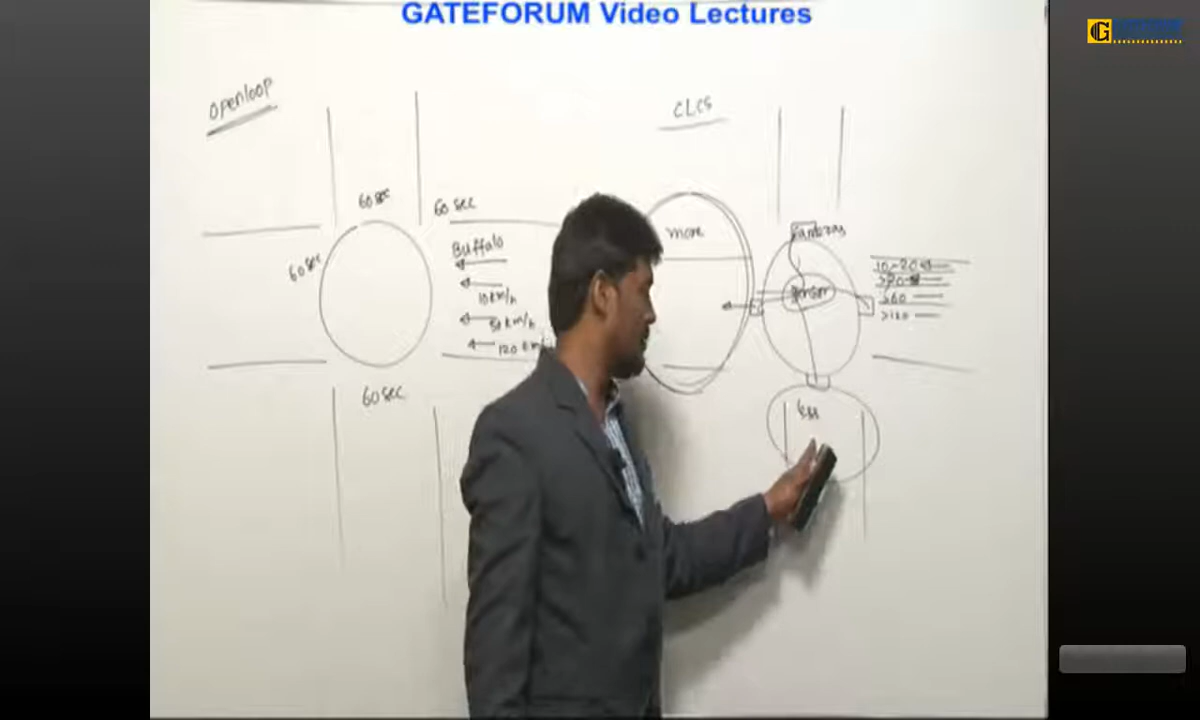 GATEFORUM Video Lectures
G
Openloop
60 sec
60 sec
60 sec
60 sec
Buffalo
10 km/h
50 km/h
120 km/h
CLCS
more
Sensor
10-20
>20
>60
>120